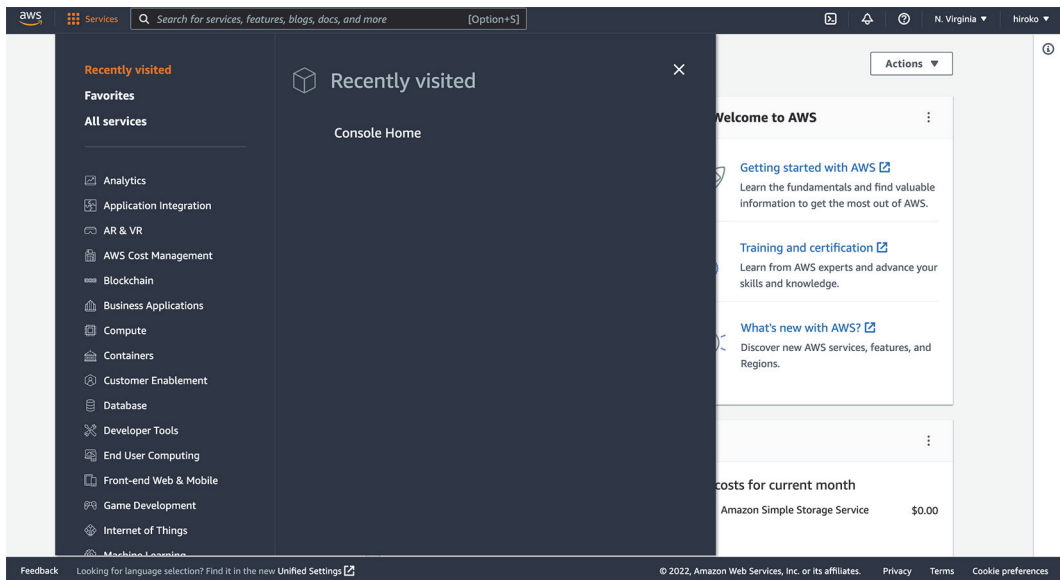 aws
Services
Search for services, features, blogs, docs, and more
[Option+S]
N. Virginia ▼
hiroko ▼
Recently visited
Favorites
All services
Analytics
Application Integration
AR & VR
AWS Cost Management
Blockchain
Business Applications
Compute
Containers
Customer Enablement
Database
Developer Tools
End User Computing
Front-end Web & Mobile
Game Development
Internet of Things
Machine Learning
Recently visited
Console Home
Actions ▼
Welcome to AWS
Getting started with AWS
Learn the fundamentals and find valuable
information to get the most out of AWS.
Training and certification
Learn from AWS experts and advance your
skills and knowledge.
What's new with AWS?
Discover new AWS services, features, and
Regions.
costs for current month
Amazon Simple Storage Service
$0.00
Feedback
Looking for language selection? Find it in the new Unified Settings
© 2022, Amazon Web Services, Inc. or its affiliates.
Privacy
Terms
Cookie preferences